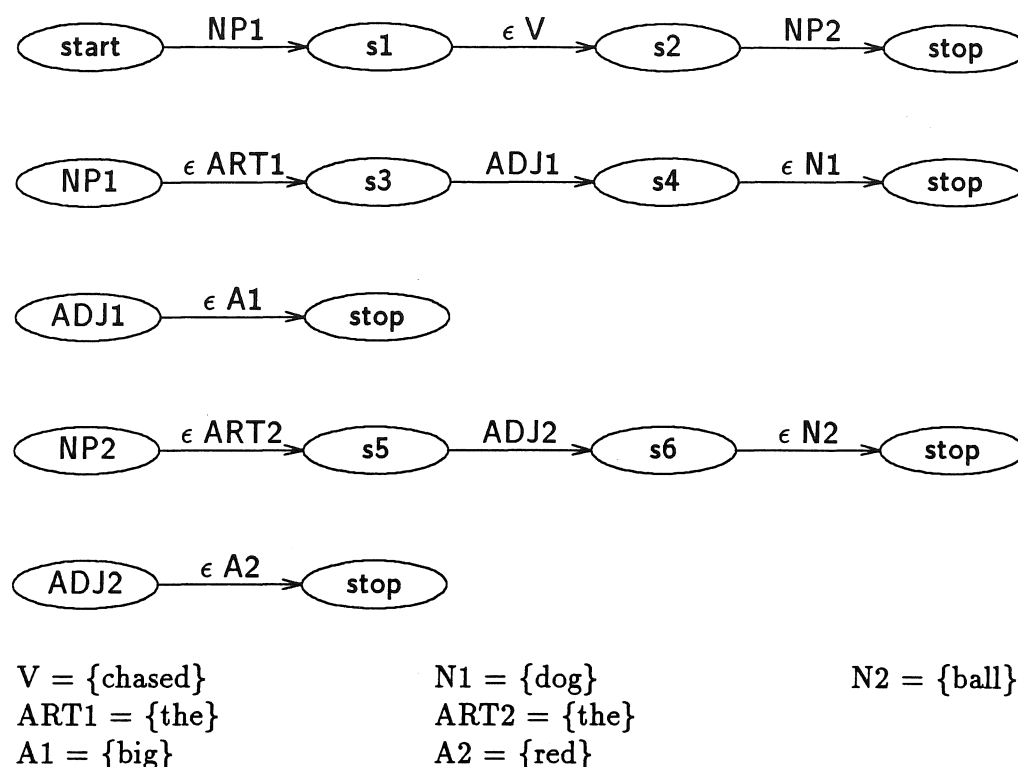 start NP1 s1 ϵ V s2 NP2 stop
NP1 ϵ ART1 s3 ADJ1 s4 ϵ N1 stop
ADJ1 ϵ A1 stop
NP2 ϵ ART2 s5 ADJ2 s6 ϵ N2 stop
ADJ2 ϵ A2 stop
V = {chased} N1 = {dog} N2 = {ball}
ART1 = {the} ART2 = {the}
A1 = {big} A2 = {red}